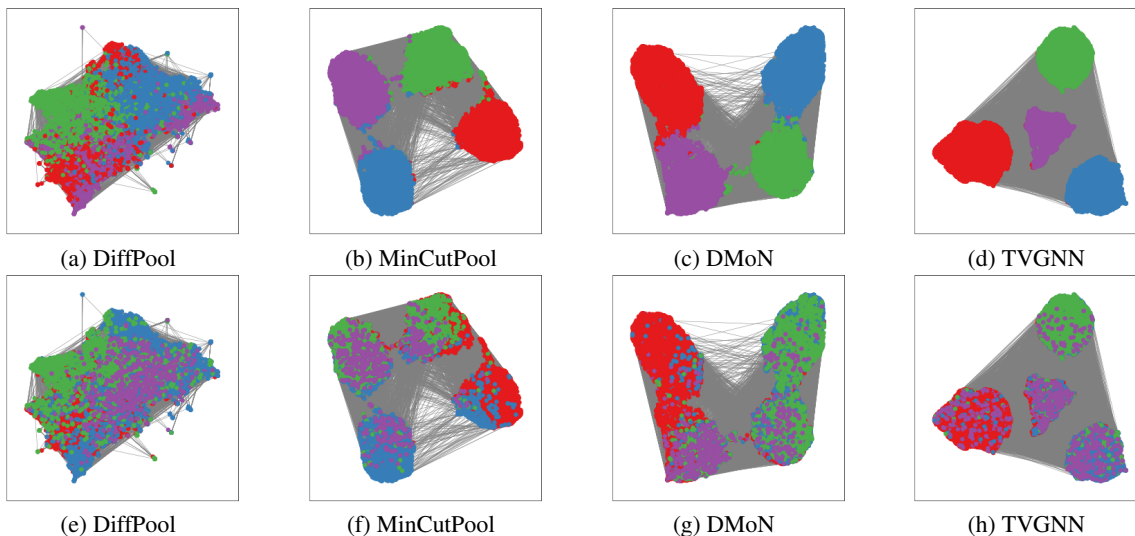 (a) DiffPool
(b) MinCutPool
(c) DMoN
(d) TVGNN
(e) DiffPool
(f) MinCutPool
(g) DMoN
(h) TVGNN